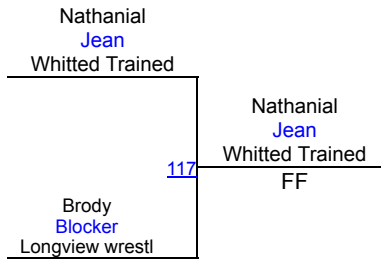 Nathanial
Jean
Whitted Trained
Nathanial
Jean
Whitted Trained
117
FF
Brody
Blocker
Longview wrestl